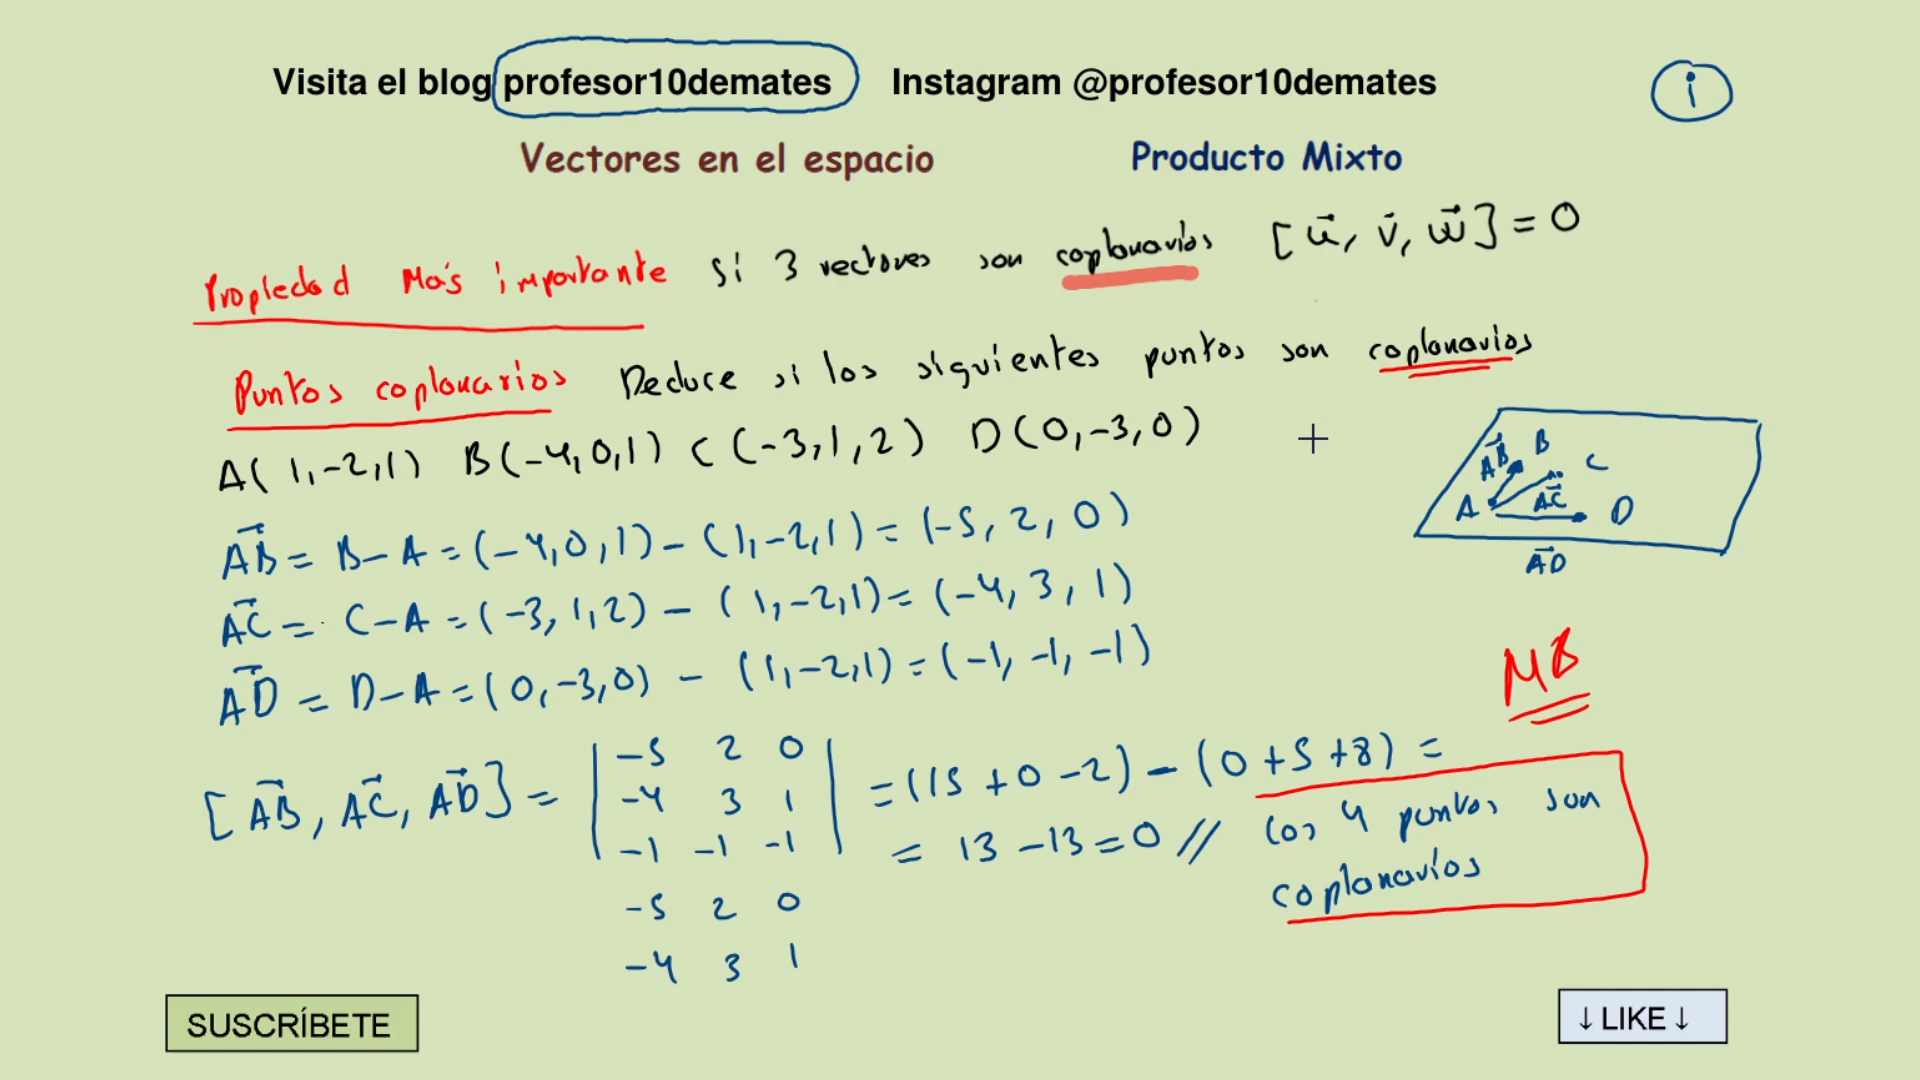 Visita el blog profesor10demates Instagram @profesor10demates i
Vectores en el espacio Producto Mixto
Propiedad Más importante Si 3 vectores son coplanarios [u⃗, v⃗, w⃗] = 0
Puntos coplanarios Deduce si los siguientes puntos son coplanarios
A(1,-2,1) B(-4,0,1) C(-3,1,2) D(0,-3,0)
AB⃗ B C
A AC⃗ D
AD⃗
AB⃗ = B-A = (-4,0,1) - (1,-2,1) = (-5, 2, 0)
AC⃗ = C-A = (-3,1,2) - (1,-2,1) = (-4, 3, 1)
AD⃗ = D-A = (0,-3,0) - (1,-2,1) = (-1, -1, -1)
MB
[AB⃗, AC⃗, AD⃗] = | -5 2 0 |
| -4 3 1 | = (15 + 0 - 2) - (0 + 5 + 8) =
| -1 -1 -1 | = 13 - 13 = 0 // Los 4 puntos son
coplanarios
-5 2 0
-4 3 1
SUSCRÍBETE ↓ LIKE ↓